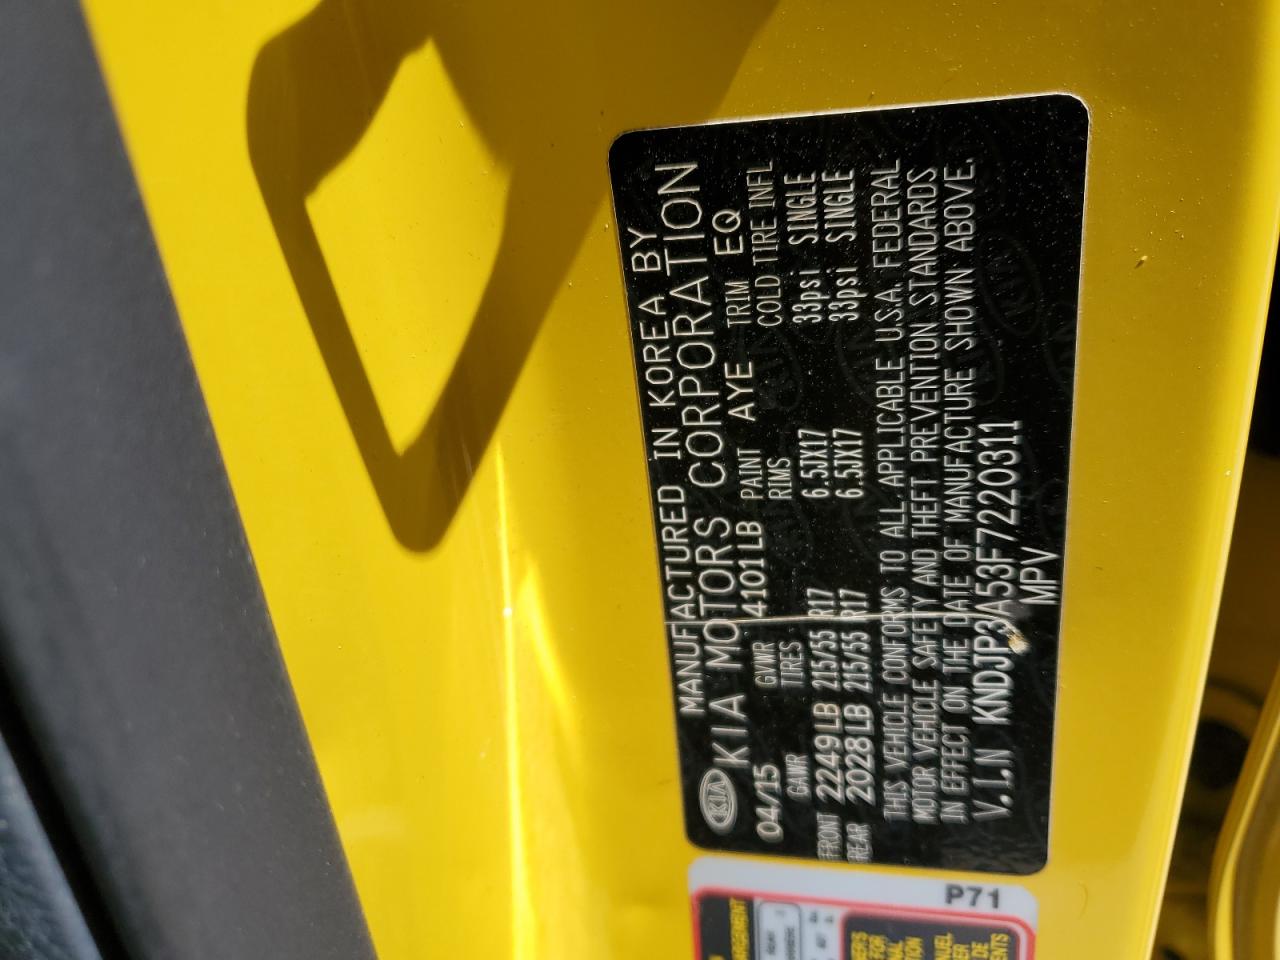 MANUFACTURED IN KOREA BY
KIA KIA MOTORS CORPORATION
04/15 GVWR 4101LB PAINT AYE TRIM EQ
GAWR TIRES RIMS COLD TIRE INFL
FRONT 2249LB 215/55 R17 6.5JX17 33psi SINGLE
REAR 2028LB 215/55 R17 6.5JX17 33psi SINGLE
THIS VEHICLE CONFORMS TO ALL APPLICABLE U.S.A. FEDERAL
MOTOR VEHICLE SAFETY AND THEFT PREVENTION STANDARDS
IN EFFECT ON THE DATE OF MANUFACTURE SHOWN ABOVE.
V.I.N KNDJP3A53F7220311
MPV
P71